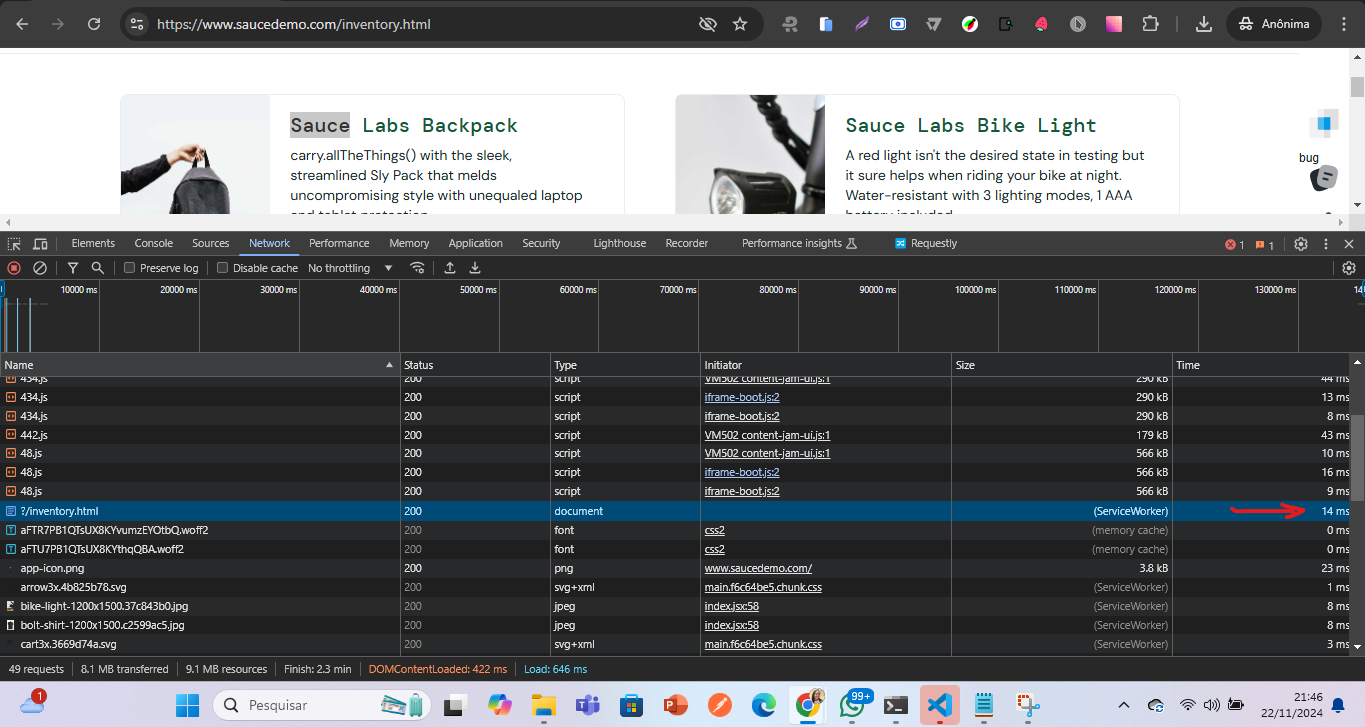 https://www.saucedemo.com/inventory.html
Anônima
Sauce Labs Backpack
carry.allTheThings() with the sleek,
streamlined Sly Pack that melds
uncompromising style with unequaled laptop
and tablet protection.
Sauce Labs Bike Light
A red light isn't the desired state in testing but
it sure helps when riding your bike at night.
Water-resistant with 3 lighting modes, 1 AAA
battery included.
bug
Elements Console Sources Network Performance Memory Application Security Lighthouse Recorder Performance insights Requestly 1 1
Preserve log Disable cache No throttling
10000 ms 20000 ms 30000 ms 40000 ms 50000 ms 60000 ms 70000 ms 80000 ms 90000 ms 100000 ms 110000 ms 120000 ms 130000 ms 14
Name Status Type Initiator Size Time
434.js 200 script VM502 content-jam-ui.js:1 290 kB 44 ms
434.js 200 script iframe-boot.js:2 290 kB 13 ms
434.js 200 script iframe-boot.js:2 290 kB 8 ms
442.js 200 script VM502 content-jam-ui.js:1 179 kB 43 ms
48.js 200 script VM502 content-jam-ui.js:1 566 kB 10 ms
48.js 200 script iframe-boot.js:2 566 kB 16 ms
48.js 200 script iframe-boot.js:2 566 kB 9 ms
?/inventory.html 200 document (ServiceWorker) 14 ms
aFTR7PB1QTsUX8KYvumzEYOtbQ.woff2 200 font css2 (memory cache) 0 ms
aFTU7PB1QTsUX8KYthqQBA.woff2 200 font css2 (memory cache) 0 ms
app-icon.png 200 png www.saucedemo.com/ 3.8 kB 23 ms
arrow3x.4b825b78.svg 200 svg+xml main.f6c64be5.chunk.css (ServiceWorker) 1 ms
bike-light-1200x1500.37c843b0.jpg 200 jpeg index.jsx:58 (ServiceWorker) 8 ms
bolt-shirt-1200x1500.c2599ac5.jpg 200 jpeg index.jsx:58 (ServiceWorker) 8 ms
cart3x.3669d74a.svg 200 svg+xml main.f6c64be5.chunk.css (ServiceWorker) 3 ms
49 requests 8.1 MB transferred 9.1 MB resources Finish: 2.3 min DOMContentLoaded: 422 ms Load: 646 ms
1
Pesquisar
99+
21:46
22/11/2024